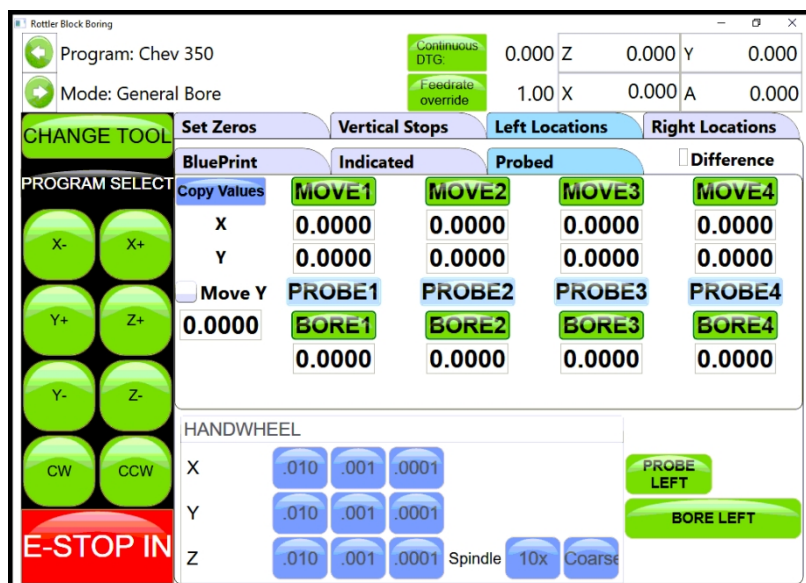 Rottler Block Boring
Program: Chev 350
Continuous DTG: 0.000 Z 0.000 Y 0.000
Mode: General Bore
Feedrate override 1.00 X 0.000 A 0.000
CHANGE TOOL
PROGRAM SELECT
X- X+
Y+ Z+
Y- Z-
CW CCW
E-STOP IN
Set Zeros Vertical Stops Left Locations Right Locations
BluePrint Indicated Probed Difference
Copy Values MOVE1 MOVE2 MOVE3 MOVE4
X 0.0000 0.0000 0.0000 0.0000
Y 0.0000 0.0000 0.0000 0.0000
Move Y PROBE1 PROBE2 PROBE3 PROBE4
0.0000 BORE1 BORE2 BORE3 BORE4
0.0000 0.0000 0.0000 0.0000
HANDWHEEL
X .010 .001 .0001
Y .010 .001 .0001
Z .010 .001 .0001 Spindle 10x Coarse
PROBE
LEFT
BORE LEFT